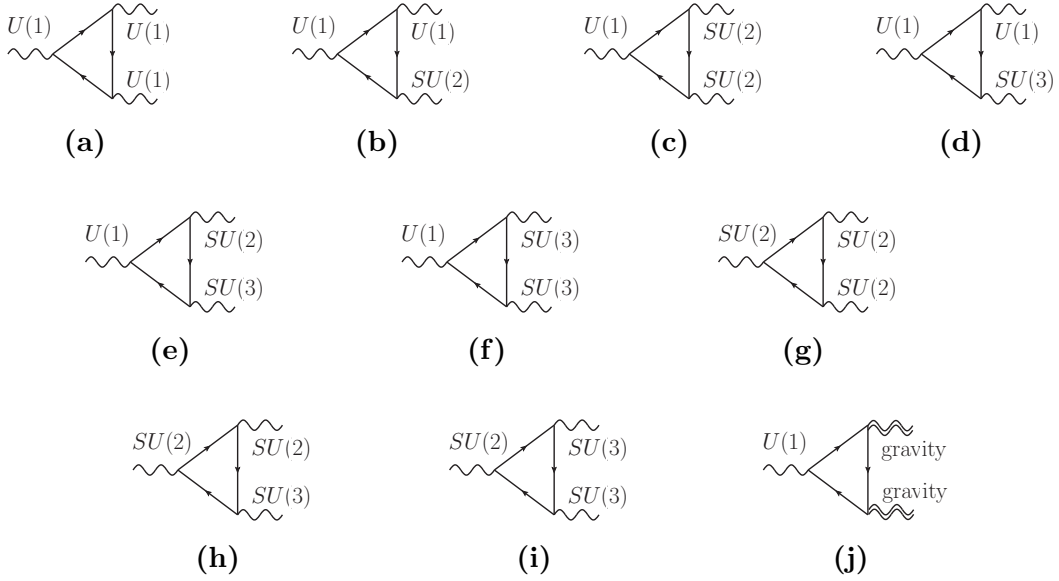 U(1) U(1) U(1)
(a)
U(1) U(1) SU(2)
(b)
U(1) SU(2) SU(2)
(c)
U(1) U(1) SU(3)
(d)
U(1) SU(2) SU(3)
(e)
U(1) SU(3) SU(3)
(f)
SU(2) SU(2) SU(2)
(g)
SU(2) SU(2) SU(3)
(h)
SU(2) SU(3) SU(3)
(i)
U(1) gravity gravity
(j)